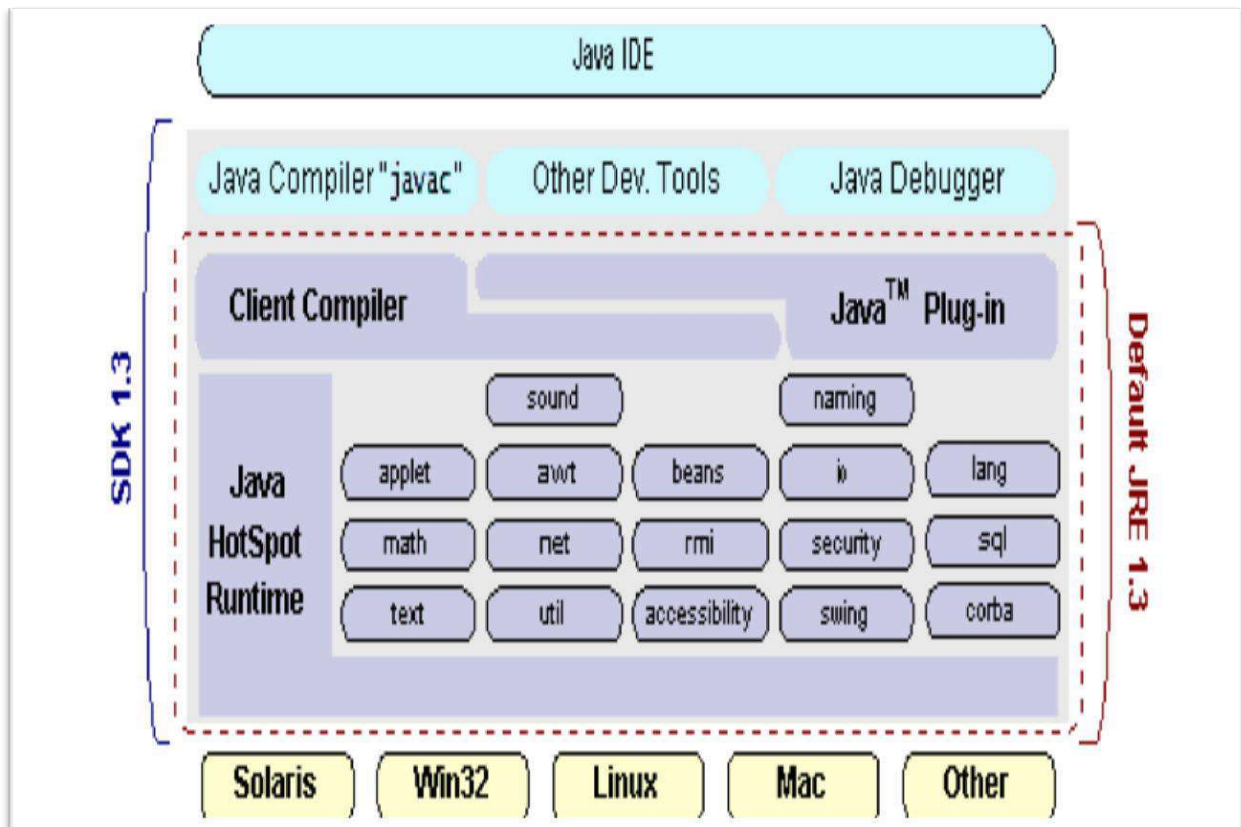 Java IDE
Java Compiler "javac"
Other Dev. Tools
Java Debugger
Client Compiler
Java™ Plug-in
sound
naming
Java
HotSpot
Runtime
applet
awt
beans
io
lang
math
net
rmi
security
sql
text
util
accessibility
swing
corba
SDK 1.3
Default JRE 1.3
Solaris
Win32
Linux
Mac
Other